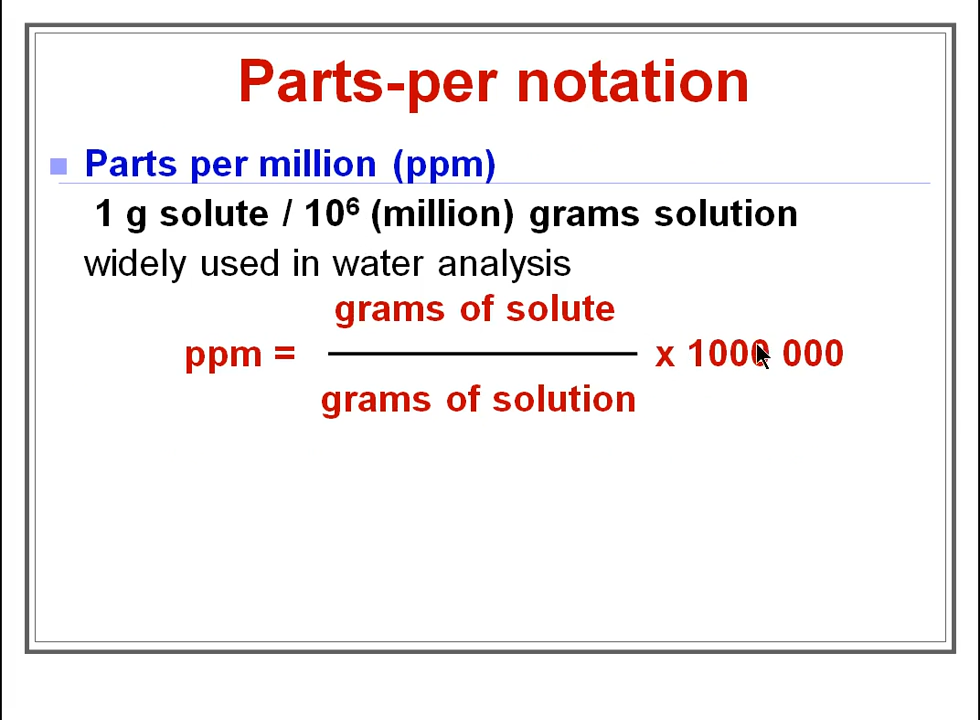 Parts-per notation
Parts per million (ppm)
1 g solute / 10⁶ (million) grams solution
widely used in water analysis
grams of solute
ppm = x 1000 000
grams of solution